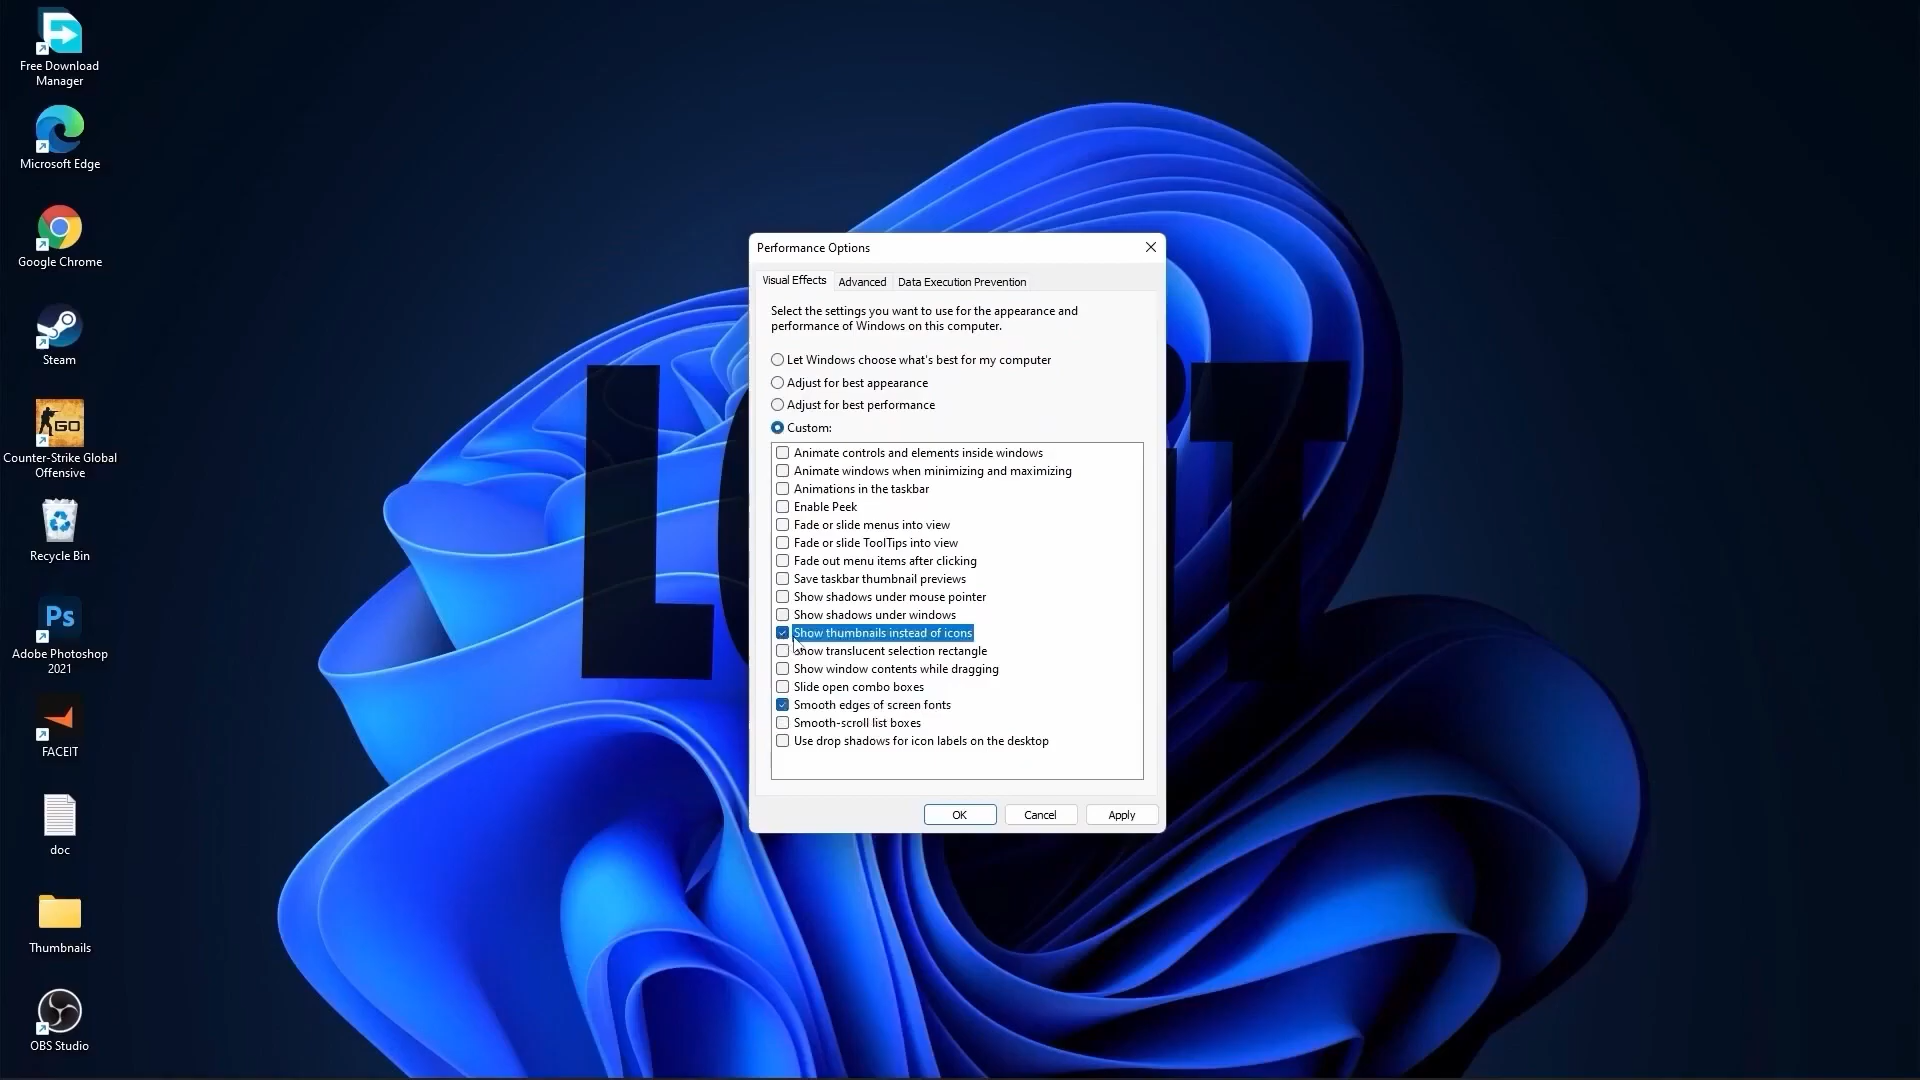 Free Download
Manager
Microsoft Edge
Google Chrome
Steam
GO
Counter-Strike Global
Offensive
Recycle Bin
Ps
Adobe Photoshop
2021
FACEIT
doc
Thumbnails
OBS Studio
Performance Options
Visual Effects
Advanced
Data Execution Prevention
Select the settings you want to use for the appearance and
performance of Windows on this computer.
Let Windows choose what's best for my computer
Adjust for best appearance
Adjust for best performance
Custom:
Animate controls and elements inside windows
Animate windows when minimizing and maximizing
Animations in the taskbar
Enable Peek
Fade or slide menus into view
Fade or slide ToolTips into view
Fade out menu items after clicking
Save taskbar thumbnail previews
Show shadows under mouse pointer
Show shadows under windows
Show thumbnails instead of icons
Show translucent selection rectangle
Show window contents while dragging
Slide open combo boxes
Smooth edges of screen fonts
Smooth-scroll list boxes
Use drop shadows for icon labels on the desktop
OK
Cancel
Apply